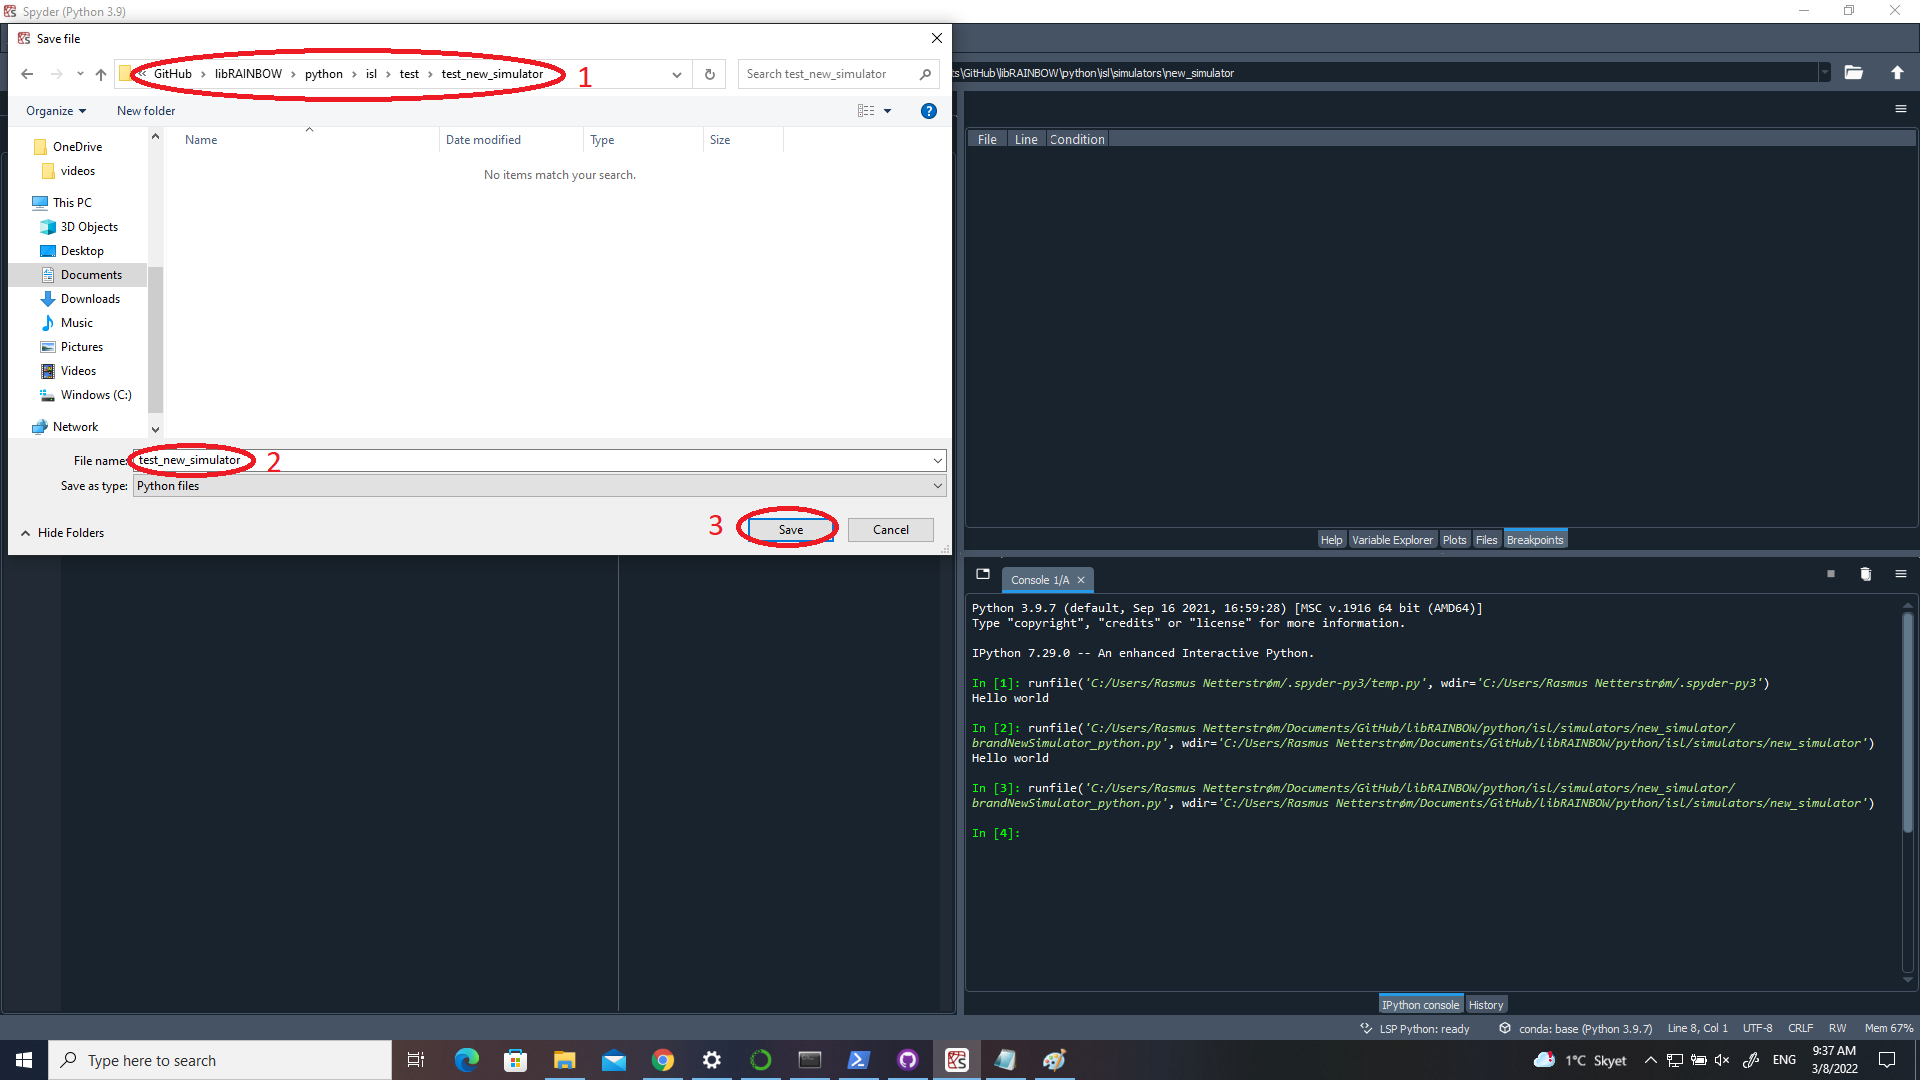 Spyder (Python 3.9)
Save file
« GitHub › libRAINBOW › python › isl › test › test_new_simulator
1
Search test_new_simulator
ts\GitHub\libRAINBOW\python\isl\simulators\new_simulator
Organize
New folder
?
Name
Date modified
Type
Size
No items match your search.
OneDrive
videos
This PC
3D Objects
Desktop
Documents
Downloads
Music
Pictures
Videos
Windows (C:)
Network
File name:
test_new_simulator
2
Save as type:
Python files
3
Save
Cancel
Hide Folders
File
Line
Condition
Help
Variable Explorer
Plots
Files
Breakpoints
Console 1/A
Python 3.9.7 (default, Sep 16 2021, 16:59:28) [MSC v.1916 64 bit (AMD64)]
Type "copyright", "credits" or "license" for more information.
IPython 7.29.0 -- An enhanced Interactive Python.
In [1]: runfile('C:/Users/Rasmus Netterstrøm/.spyder-py3/temp.py', wdir='C:/Users/Rasmus Netterstrøm/.spyder-py3')
Hello world
In [2]: runfile('C:/Users/Rasmus Netterstrøm/Documents/GitHub/libRAINBOW/python/isl/simulators/new_simulator/
brandNewSimulator_python.py', wdir='C:/Users/Rasmus Netterstrøm/Documents/GitHub/libRAINBOW/python/isl/simulators/new_simulator')
Hello world
In [3]: runfile('C:/Users/Rasmus Netterstrøm/Documents/GitHub/libRAINBOW/python/isl/simulators/new_simulator/
brandNewSimulator_python.py', wdir='C:/Users/Rasmus Netterstrøm/Documents/GitHub/libRAINBOW/python/isl/simulators/new_simulator')
In [4]:
IPython console
History
LSP Python: ready
conda: base (Python 3.9.7)
Line 8, Col 1
UTF-8
CRLF
RW
Mem 67%
Type here to search
1°C Skyet
ENG
9:37 AM
3/8/2022